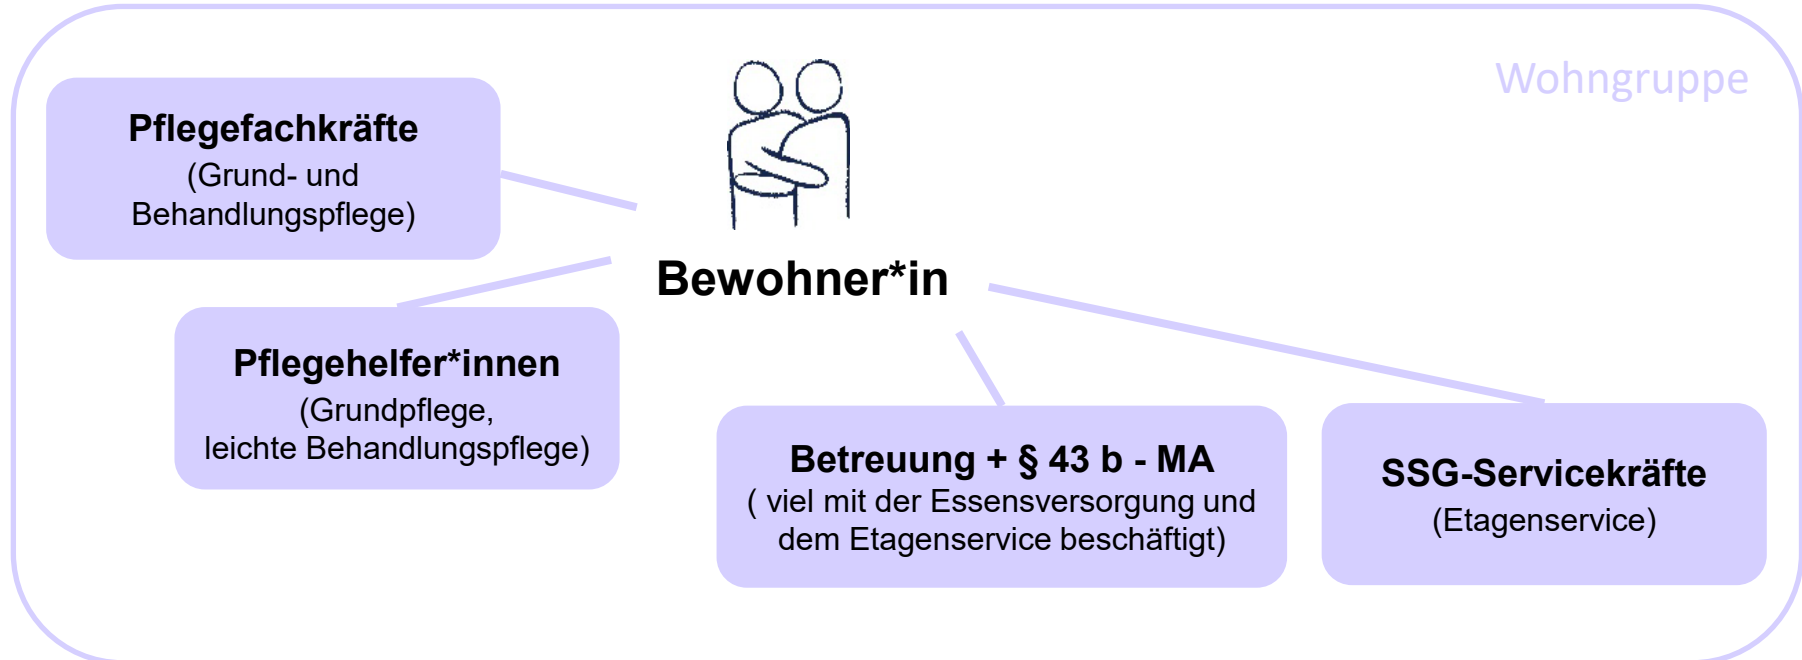 Wohngruppe
Pflegefachkräfte
(Grund- und
Behandlungspflege)
Bewohner*in
Pflegehelfer*innen
(Grundpflege,
leichte Behandlungspflege)
Betreuung + § 43 b - MA
( viel mit der Essensversorgung und
dem Etagenservice beschäftigt)
SSG-Servicekräfte
(Etagenservice)